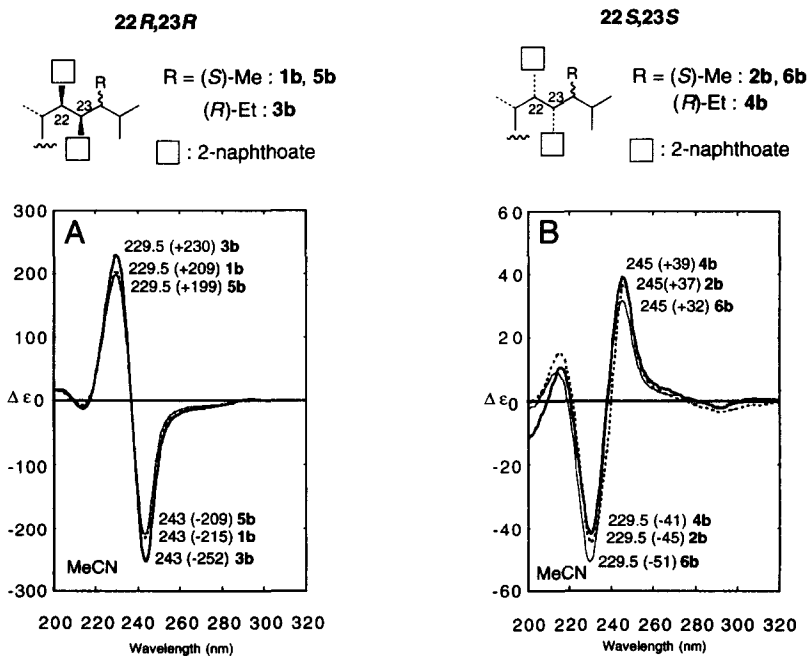 22R,23R
R
22
23
R = (S)-Me : 1b, 5b
(R)-Et : 3b
: 2-naphthoate
22S,23S
R
22
23
R = (S)-Me : 2b, 6b
(R)-Et : 4b
: 2-naphthoate
A
300
200
100
Δ ε 0
-100
-200
-300
229.5 (+230) 3b
229.5 (+209) 1b
229.5 (+199) 5b
243 (-209) 5b
243 (-215) 1b
243 (-252) 3b
MeCN
200 220 240 260 280 300 320
Wavelength (nm)
B
60
40
20
Δ ε 0
-20
-40
-60
245 (+39) 4b
245(+37) 2b
245 (+32) 6b
229.5 (-41) 4b
229.5 (-45) 2b
229.5 (-51) 6b
MeCN
200 220 240 260 280 300 320
Wavelength (nm)